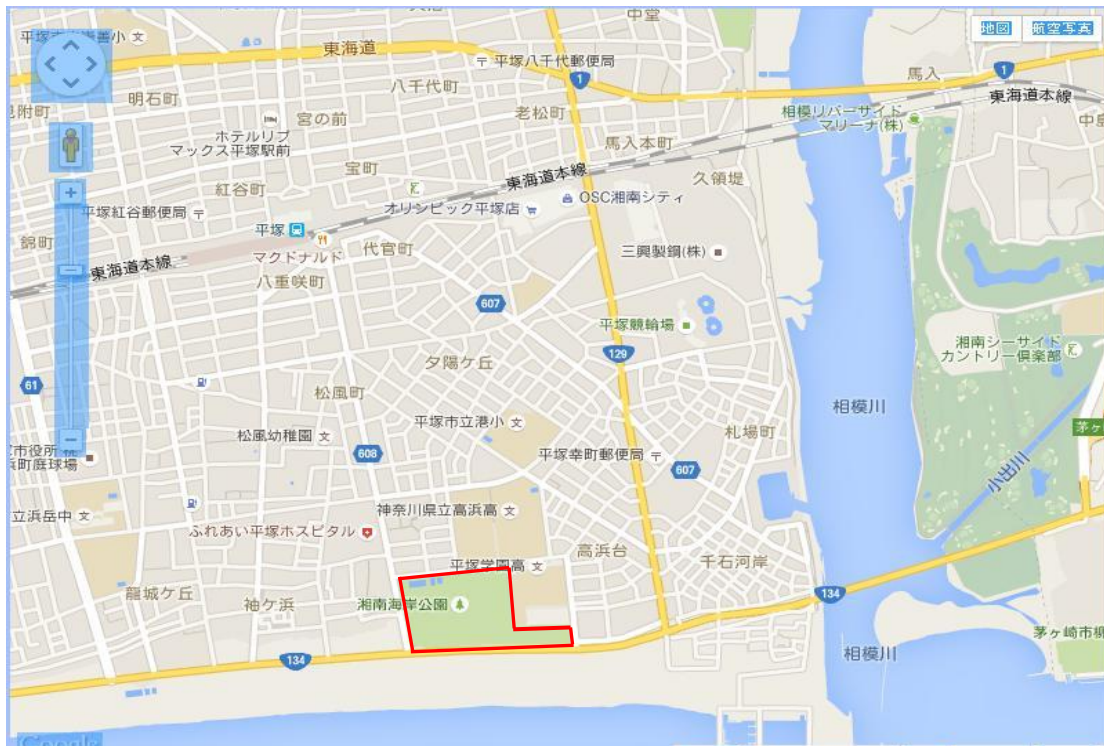 東海道
中堂
地図
航空写真
平塚八千代郵便局
1
馬入
1
東海道本線
八千代町
明石町
老松町
相模リバーサイド
マリーナ(株)
宮の前
ホテルリブ
マックス平塚駅前
馬入本町
宝町
東海道本線
久領堤
紅谷町
オリンピック平塚店
OSC湘南シティ
平塚紅谷郵便局
平塚
錦町
マクドナルド
代官町
三興製鋼(株)
東海道本線
八重咲町
607
平塚競輪場
湘南シーサイド
カントリー倶楽部
129
夕陽ケ丘
61
松風町
相模川
平塚市立港小
札場町
松風幼稚園
608
平塚幸町郵便局
607
小出川
神奈川県立高浜高
立浜岳中
ふれあい平塚ホスピタル
高浜台
平塚学園高
千石河岸
龍城ケ丘
袖ケ浜
湘南海岸公園
134
茅ヶ崎市柳
134
相模川
Google